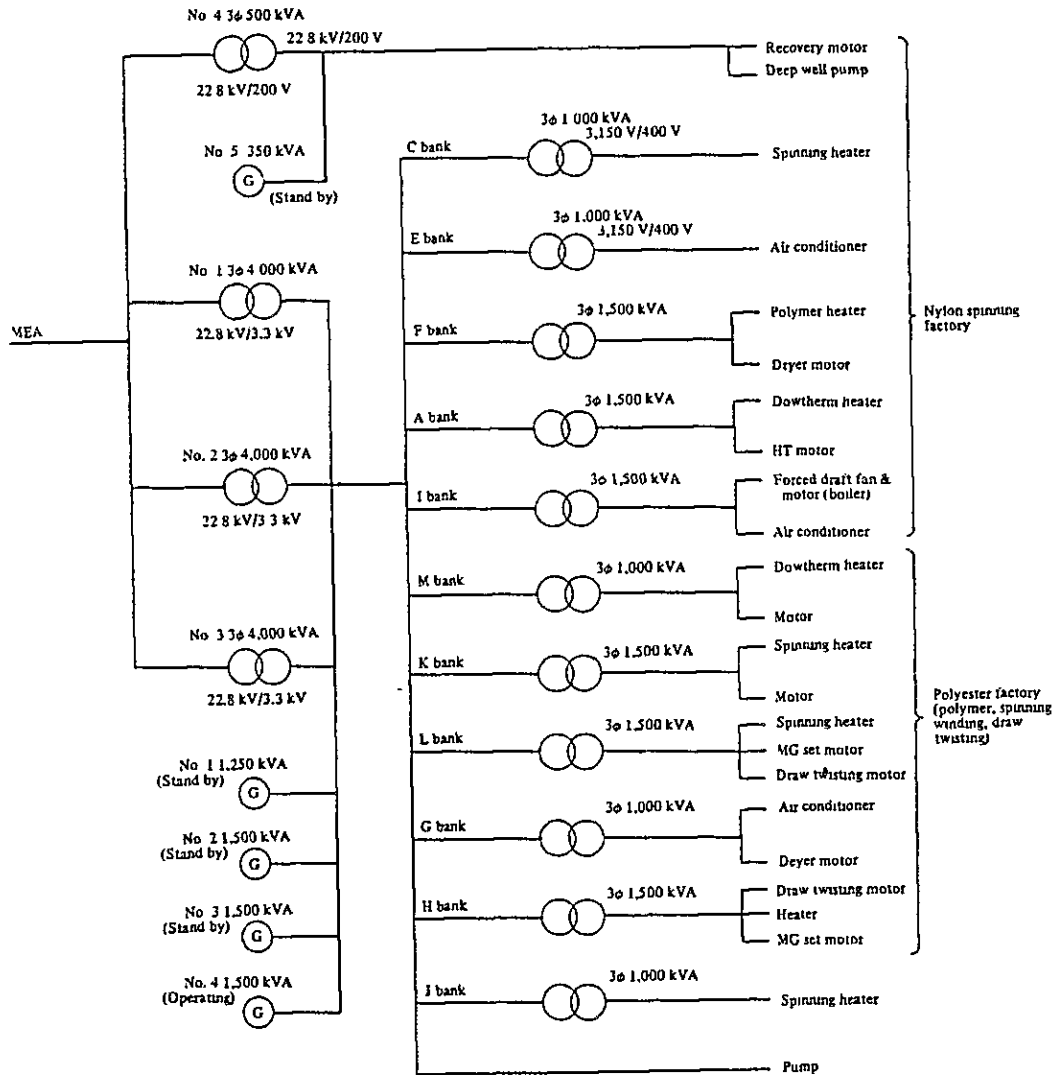 No 4 3φ 500 kVA
22 8 kV/200 V
22 8 kV/200 V
Recovery motor
Deep well pump
No 5 350 kVA
G
(Stand by)
C bank
3φ 1 000 kVA
3,150 V/400 V
Spinning heater
E bank
3φ 1,000 kVA
3,150 V/400 V
Air conditioner
No 1 3φ 4 000 kVA
22.8 kV/3.3 kV
MEA
F bank
3φ 1,500 kVA
Polymer heater
Dryer motor
Nylon spinning
factory
A bank
3φ 1,500 kVA
Dowtherm heater
HT motor
No. 2 3φ 4,000 kVA
22 8 kV/3 3 kV
I bank
3φ 1,500 kVA
Forced draft fan &
motor (boiler)
Air conditioner
M bank
3φ 1,000 kVA
Dowtherm heater
Motor
No 3 3φ 4,000 kVA
22.8 kV/3.3 kV
K bank
3φ 1,500 kVA
Spinning heater
Motor
Polyester factory
(polymer, spinning
winding, draw
twisting)
L bank
3φ 1,500 kVA
Spinning heater
MG set motor
Draw twisting motor
No 1 1,250 kVA
(Stand by)
G
G bank
3φ 1,000 kVA
Air conditioner
Deyer motor
No 2 1,500 kVA
(Stand by)
G
H bank
3φ 1,500 kVA
Draw twisting motor
Heater
MG set motor
No 3 1,500 kVA
(Stand by)
G
No. 4 1,500 kVA
(Operating)
G
J bank
3φ 1,000 kVA
Spinning heater
Pump